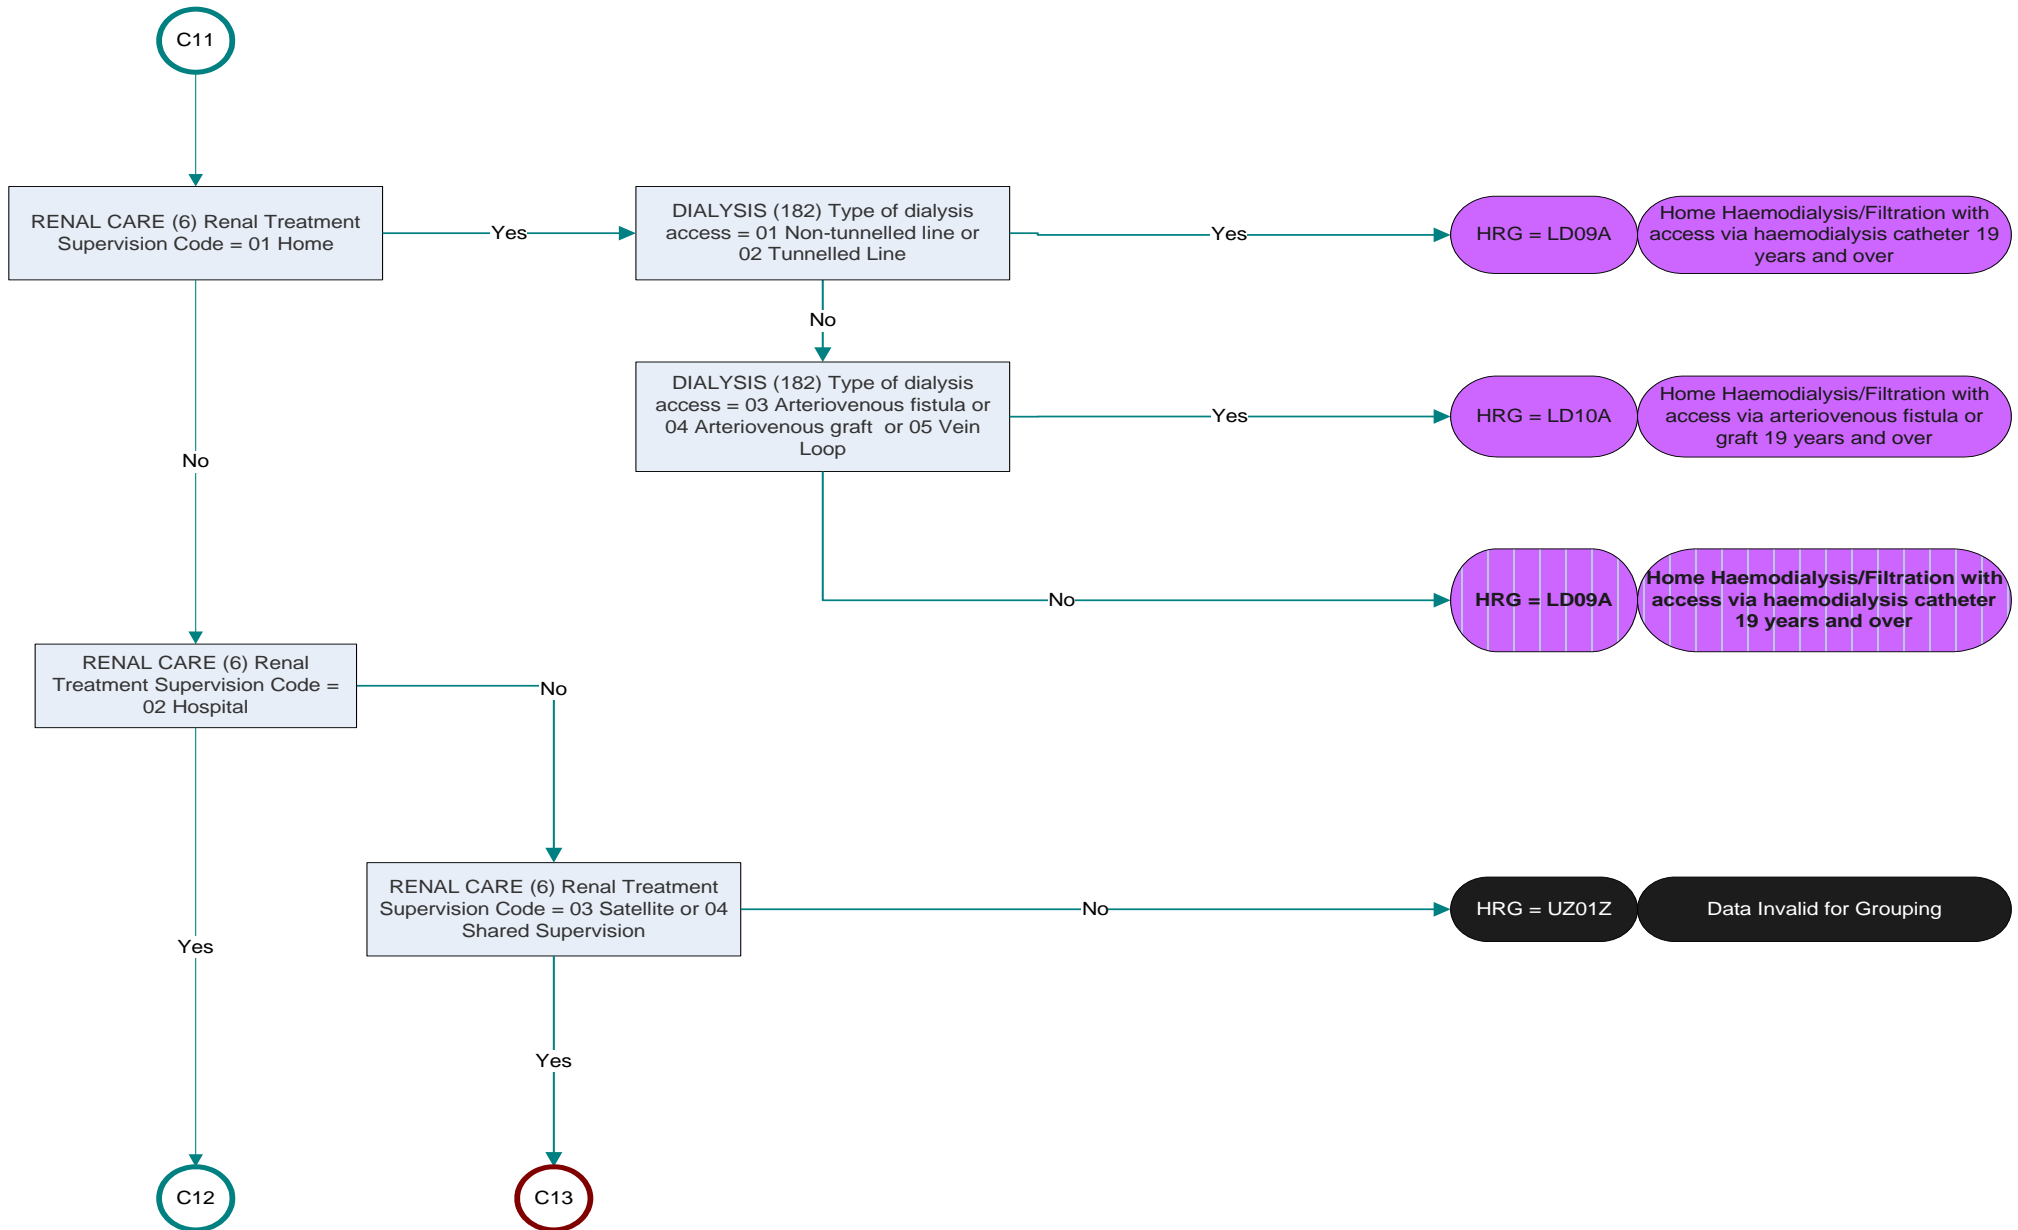 C11
RENAL CARE (6) Renal Treatment
Supervision Code = 01 Home
Yes
DIALYSIS (182) Type of dialysis
access = 01 Non-tunnelled line or
02 Tunnelled Line
Yes
HRG = LD09A
Home Haemodialysis/Filtration with
access via haemodialysis catheter 19
years and over
No
DIALYSIS (182) Type of dialysis
access = 03 Arteriovenous fistula or
04 Arteriovenous graft  or 05 Vein
Loop
Yes
HRG = LD10A
Home Haemodialysis/Filtration with
access via arteriovenous fistula or
graft 19 years and over
No
No
HRG = LD09A
Home Haemodialysis/Filtration with
access via haemodialysis catheter
19 years and over
RENAL CARE (6) Renal
Treatment Supervision Code =
02 Hospital
No
RENAL CARE (6) Renal Treatment
Supervision Code = 03 Satellite or 04
Shared Supervision
No
HRG = UZ01Z
Data Invalid for Grouping
Yes
Yes
C12
C13